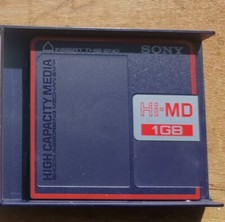 INSERT THIS END
SONY
HIGH CAPACITY MEDIA
Hi-MD
1GB